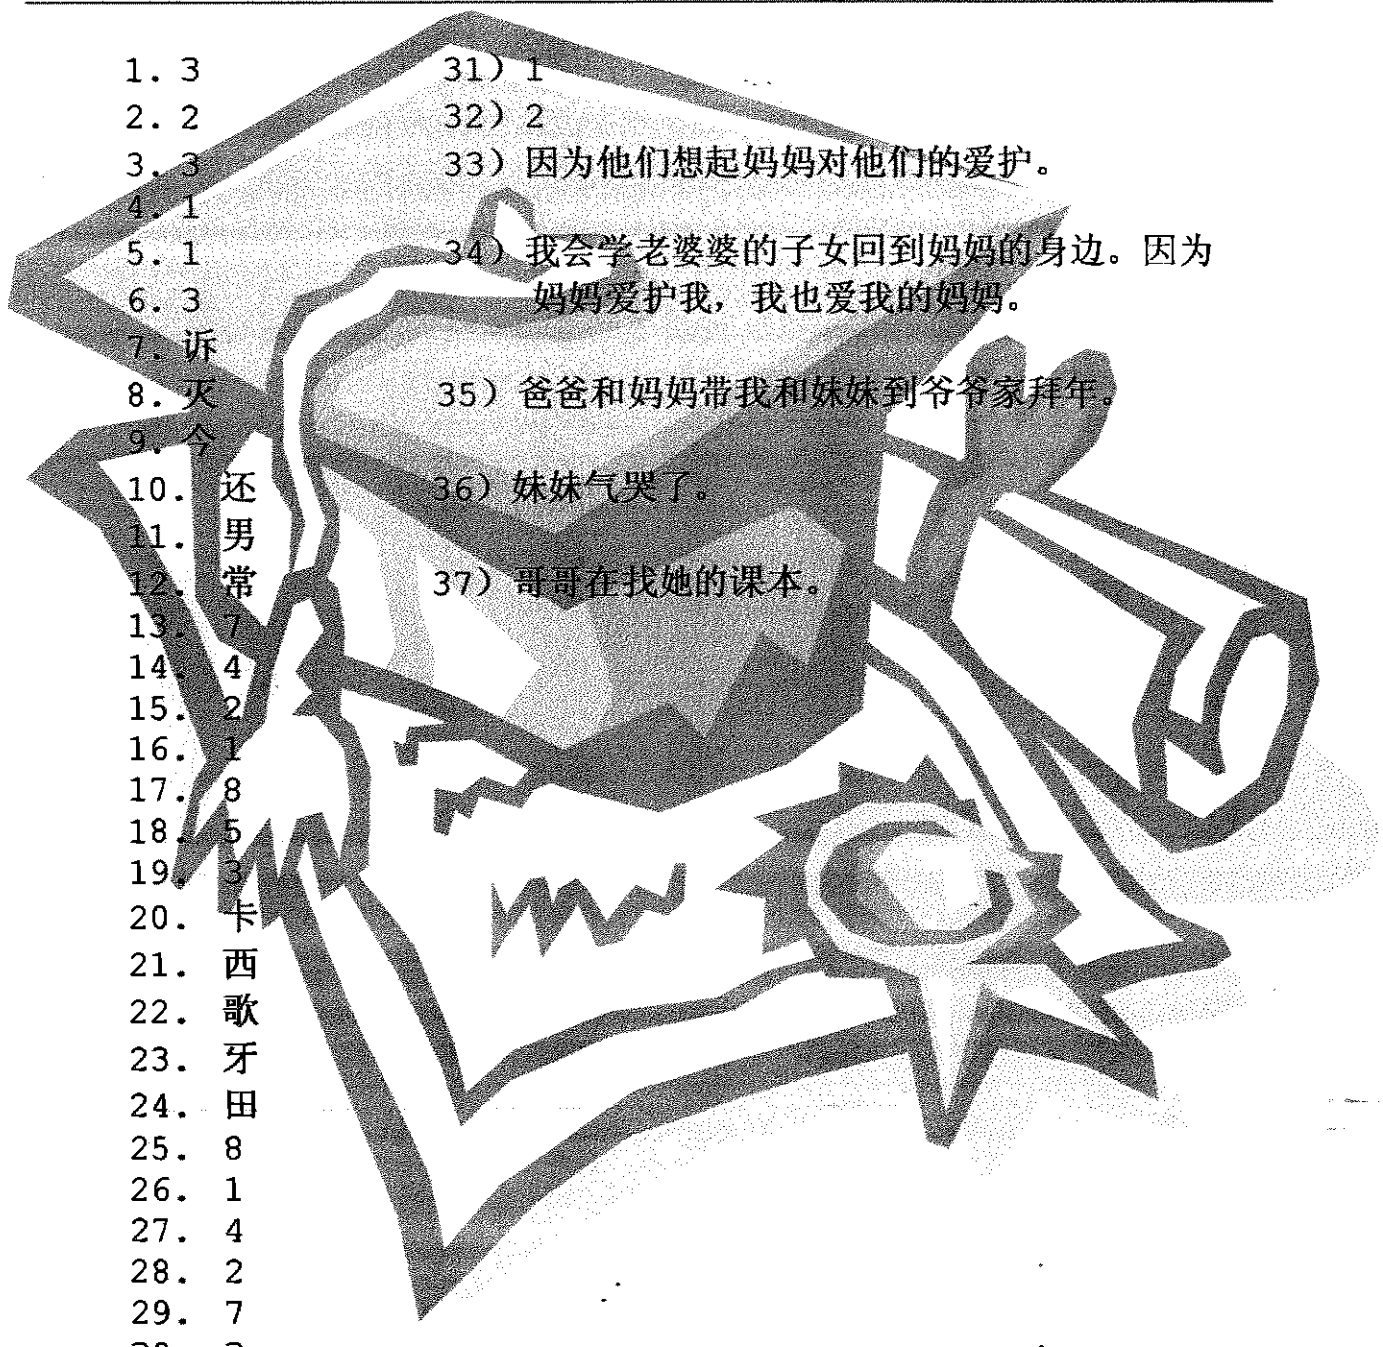 1. 3
2. 2
3. 3
4. 1
5. 1
6. 3
7. 诉
8. 灭
9. 今
10. 还
11. 男
12. 常
13. 7
14. 4
15. 2
16. 1
17. 8
18. 5
19. 3
20. 卡
21. 西
22. 歌
23. 牙
24. 田
25. 8
26. 1
27. 4
28. 2
29. 7
31) 1
32) 2
33) 因为他们想起妈妈对他们的爱护。
34) 我会学老婆婆的子女回到妈妈的身边。因为
妈妈爱护我，我也爱我的妈妈。
35) 爸爸和妈妈带我和妹妹到爷爷家拜年。
36) 妹妹气哭了。
37) 哥哥在找她的课本。